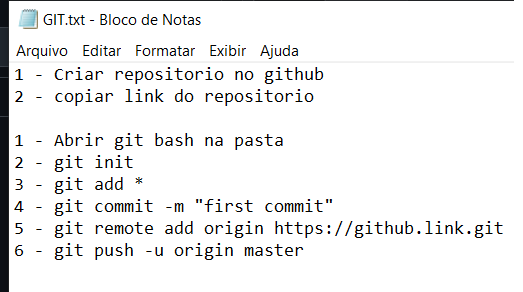 GIT.txt - Bloco de Notas
Arquivo Editar Formatar Exibir Ajuda
1 - Criar repositorio no github
2 - copiar link do repositorio
1 - Abrir git bash na pasta
2 - git init
3 - git add *
4 - git commit -m "first commit"
5 - git remote add origin https://github.link.git
6 - git push -u origin master